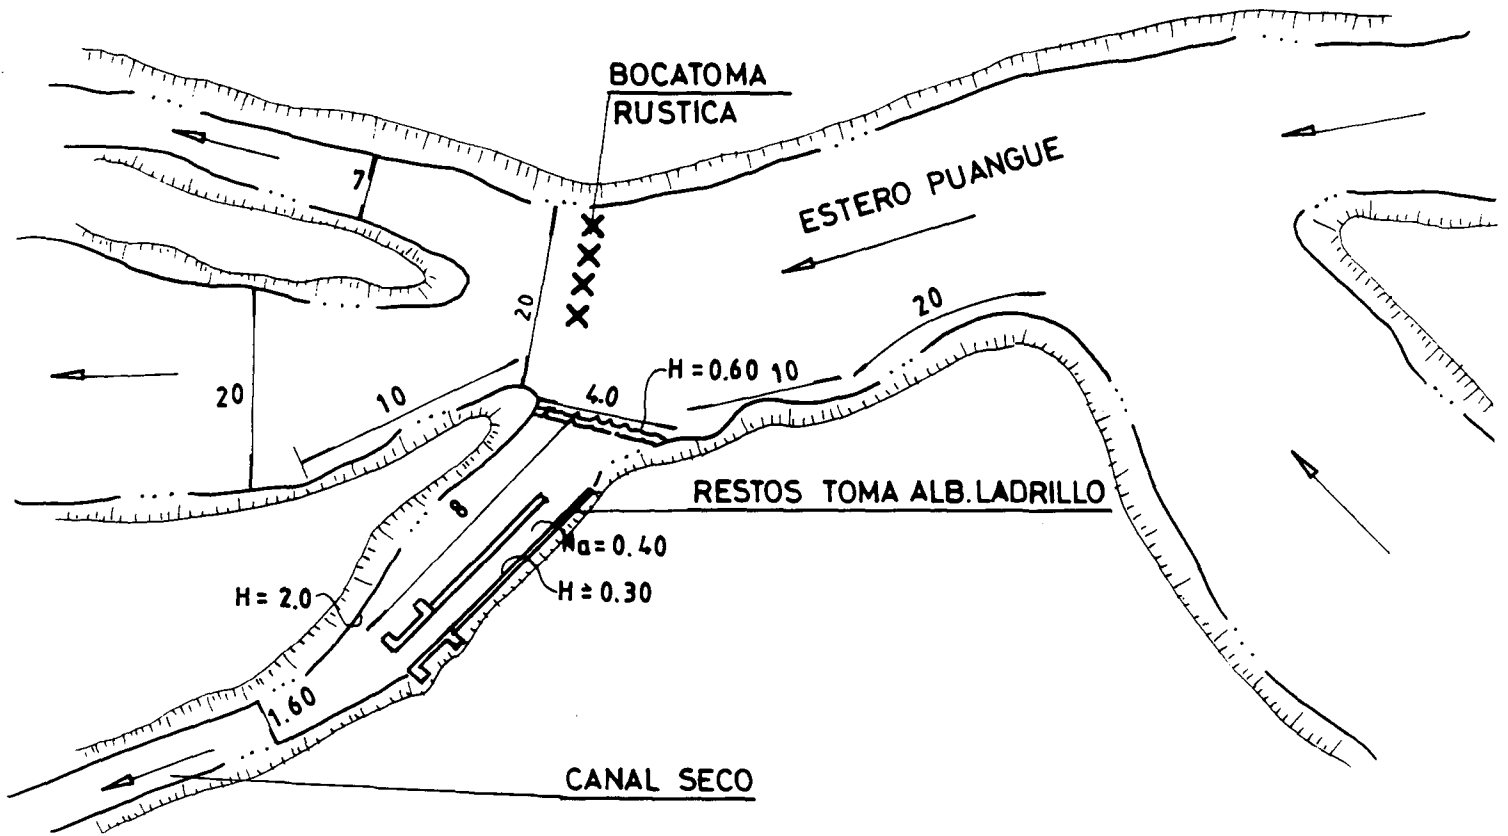 BOCATOMA
RUSTICA
ESTERO PUANGUE
7
20
20
20
10
10
4.0
H=0.60
8
RESTOS TOMA ALB.LADRILLO
a=0.40
H≐0.30
H=2.0
1.60
CANAL SECO